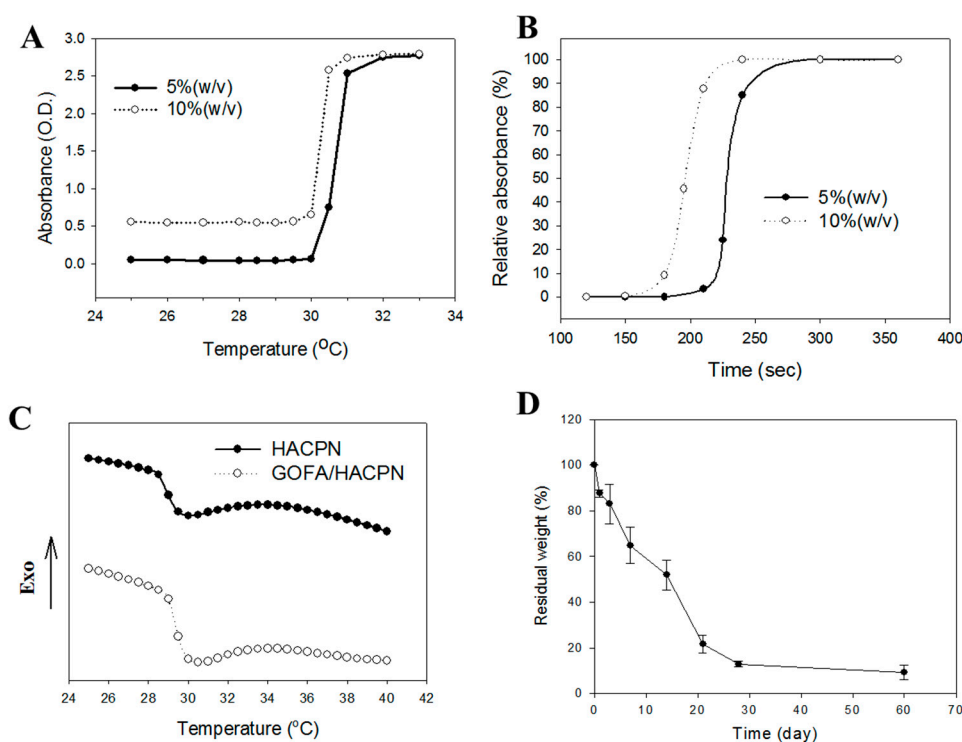 A
Absorbance (O.D.)
3.0
2.5
2.0
1.5
1.0
0.5
0.0
5%(w/v)
10%(w/v)
24 26 28 30 32 34
Temperature (°C)
B
Relative absorbance (%)
100
90
80
70
60
50
40
30
20
10
0
5%(w/v)
10%(w/v)
100 150 200 250 300 350 400
Time (sec)
C
Exo
HACPN
GOFA/HACPN
24 26 28 30 32 34 36 38 40 42
Temperature (°C)
D
Residual weight (%)
120
100
80
60
40
20
0
0 10 20 30 40 50 60 70
Time (day)